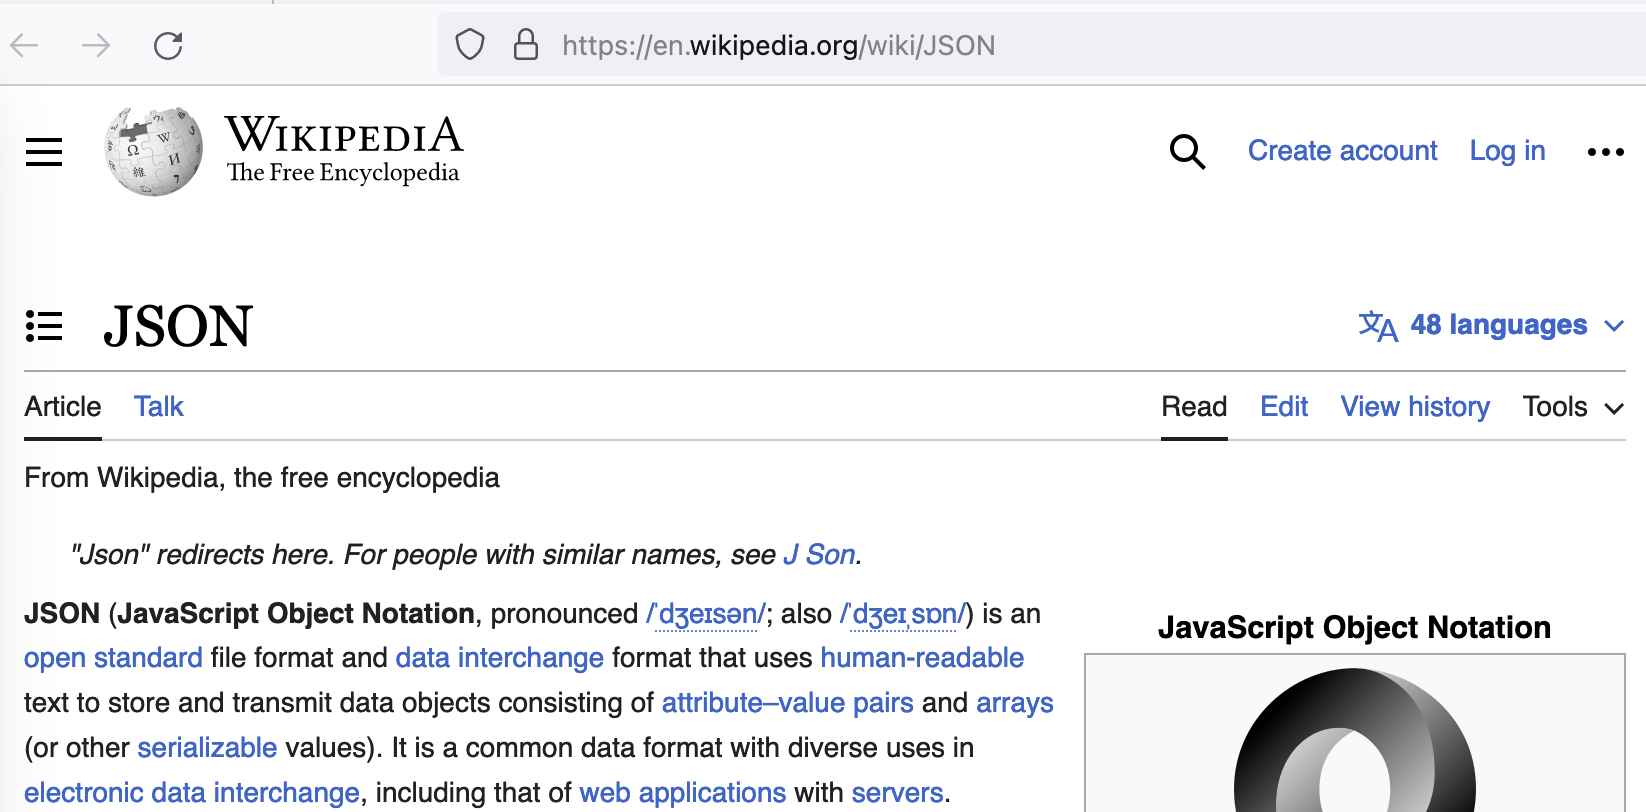 https://en.wikipedia.org/wiki/JSON
WIKIPEDIA
The Free Encyclopedia
Create account Log in
JSON
48 languages
Article Talk Read Edit View history Tools
From Wikipedia, the free encyclopedia
"Json" redirects here. For people with similar names, see J Son.
JSON (JavaScript Object Notation, pronounced /ˈdʒeɪsən/; also /ˈdʒeɪˌsɒn/) is an
open standard file format and data interchange format that uses human-readable
text to store and transmit data objects consisting of attribute–value pairs and arrays
(or other serializable values). It is a common data format with diverse uses in
electronic data interchange, including that of web applications with servers.
JavaScript Object Notation